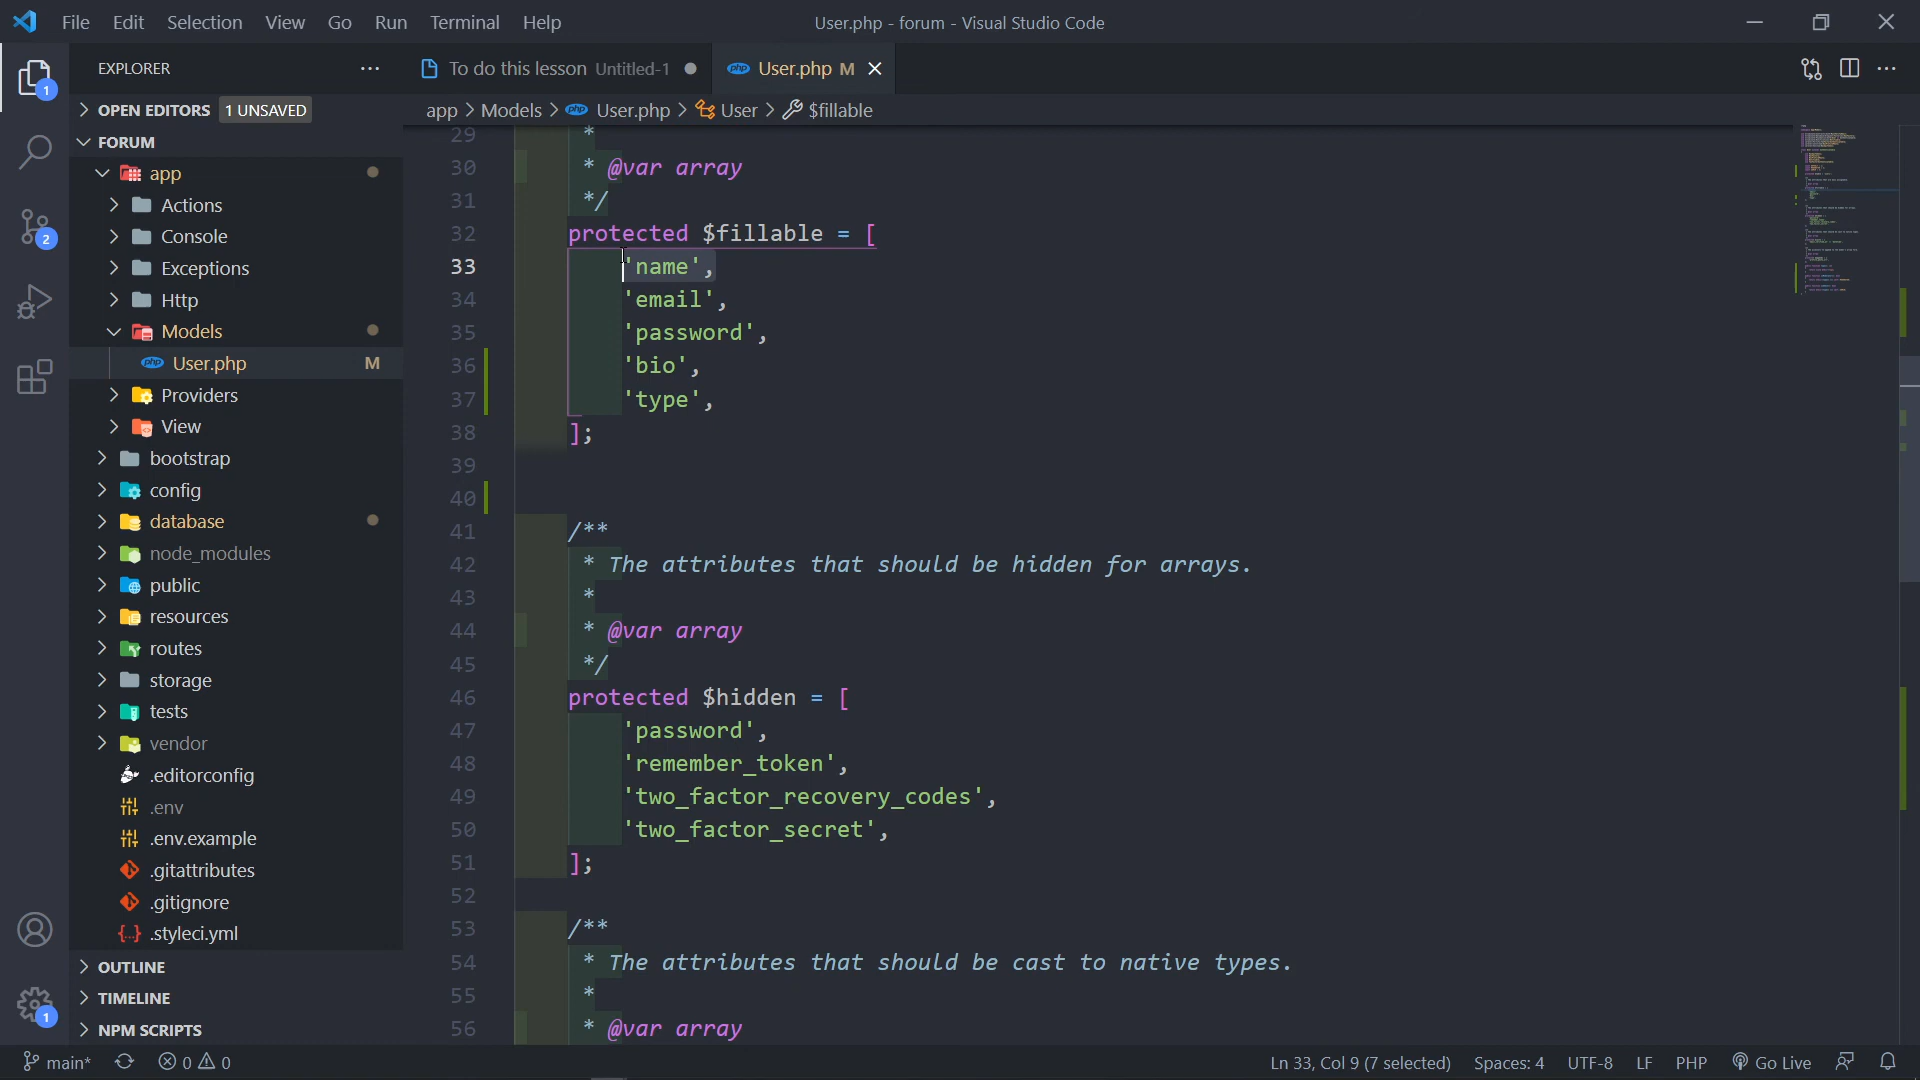 File Edit Selection View Go Run Terminal Help
User.php - forum - Visual Studio Code
EXPLORER
To do this lesson Untitled-1
User.php M
OPEN EDITORS 1 UNSAVED
app > Models > User.php > User > $fillable
FORUM
app
Actions
Console
Exceptions
Http
Models
User.php M
Providers
View
bootstrap
config
database
node_modules
public
resources
routes
storage
tests
vendor
.editorconfig
.env
.env.example
.gitattributes
.gitignore
.styleci.yml
OUTLINE
TIMELINE
NPM SCRIPTS
1
2
1
29 *
30 * @var array
31 */
32 protected $fillable = [
33 'name',
34 'email',
35 'password',
36 'bio',
37 'type',
38 ];
39
40
41 /**
42 * The attributes that should be hidden for arrays.
43 *
44 * @var array
45 */
46 protected $hidden = [
47 'password',
48 'remember_token',
49 'two_factor_recovery_codes',
50 'two_factor_secret',
51 ];
52
53 /**
54 * The attributes that should be cast to native types.
55 *
56 * @var array
main* 0 0 Ln 33, Col 9 (7 selected) Spaces: 4 UTF-8 LF PHP Go Live